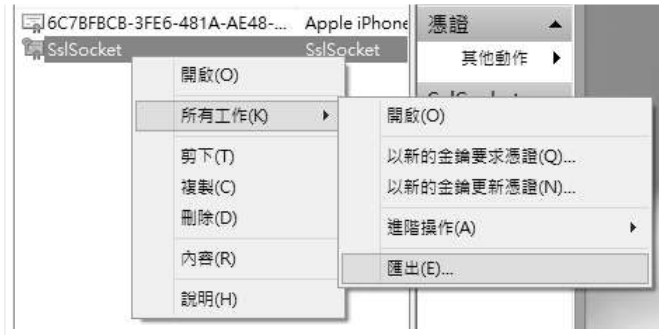 6C7BFBCB-3FE6-481A-AE48-... Apple iPhone
SslSocket SslSocket
憑證
其他動作
開啟(O)
所有工作(K)
剪下(T)
複製(C)
刪除(D)
內容(R)
說明(H)
開啟(O)
以新的金鑰要求憑證(Q)...
以新的金鑰更新憑證(N)...
進階操作(A)
匯出(E)...